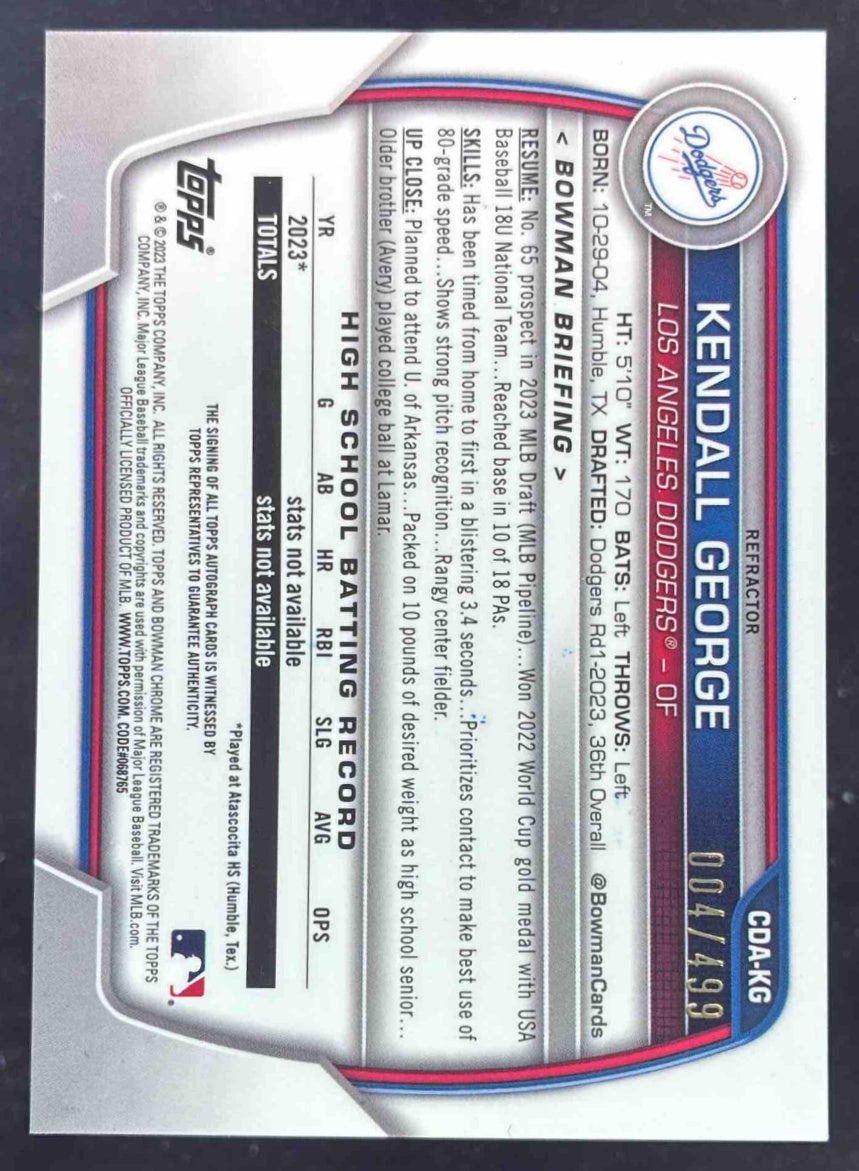 REFRACTOR
CDA-KG
Dodgers
TM
KENDALL GEORGE
004/499
LOS ANGELES DODGERS® – OF
HT: 5'10" WT: 170 BATS: Left THROWS: Left
BORN: 10-29-04, Humble, TX DRAFTED: Dodgers Rd1-2023, 36th Overall @BowmanCards
< BOWMAN BRIEFING >
RESUME: No. 65 prospect in 2023 MLB Draft (MLB Pipeline)...Won 2022 World Cup gold medal with USA
Baseball 18U National Team...Reached base in 10 of 18 PAs.
SKILLS: Has been timed from home to first in a blistering 3.4 seconds...Prioritizes contact to make best use of
80-grade speed...Shows strong pitch recognition...Rangy center fielder.
UP CLOSE: Planned to attend U. of Arkansas...Packed on 10 pounds of desired weight as high school senior...
Older brother (Avery) played college ball at Lamar.
HIGH SCHOOL BATTING RECORD
YR G AB HR RBI SLG AVG OPS
2023* stats not available
TOTALS stats not available
*Played at Atascocita HS (Humble, Tex.)
THE SIGNING OF ALL TOPPS AUTOGRAPH CARDS IS WITNESSED BY
TOPPS REPRESENTATIVES TO GUARANTEE AUTHENTICITY.
topps®
® & © 2023 THE TOPPS COMPANY, INC. ALL RIGHTS RESERVED. TOPPS AND BOWMAN CHROME ARE REGISTERED TRADEMARKS OF THE TOPPS
COMPANY, INC. Major League Baseball trademarks and copyrights are used with permission of Major League Baseball. Visit MLB.com.
OFFICIALLY LICENSED PRODUCT OF MLB. WWW.TOPPS.COM. CODE#068765
®